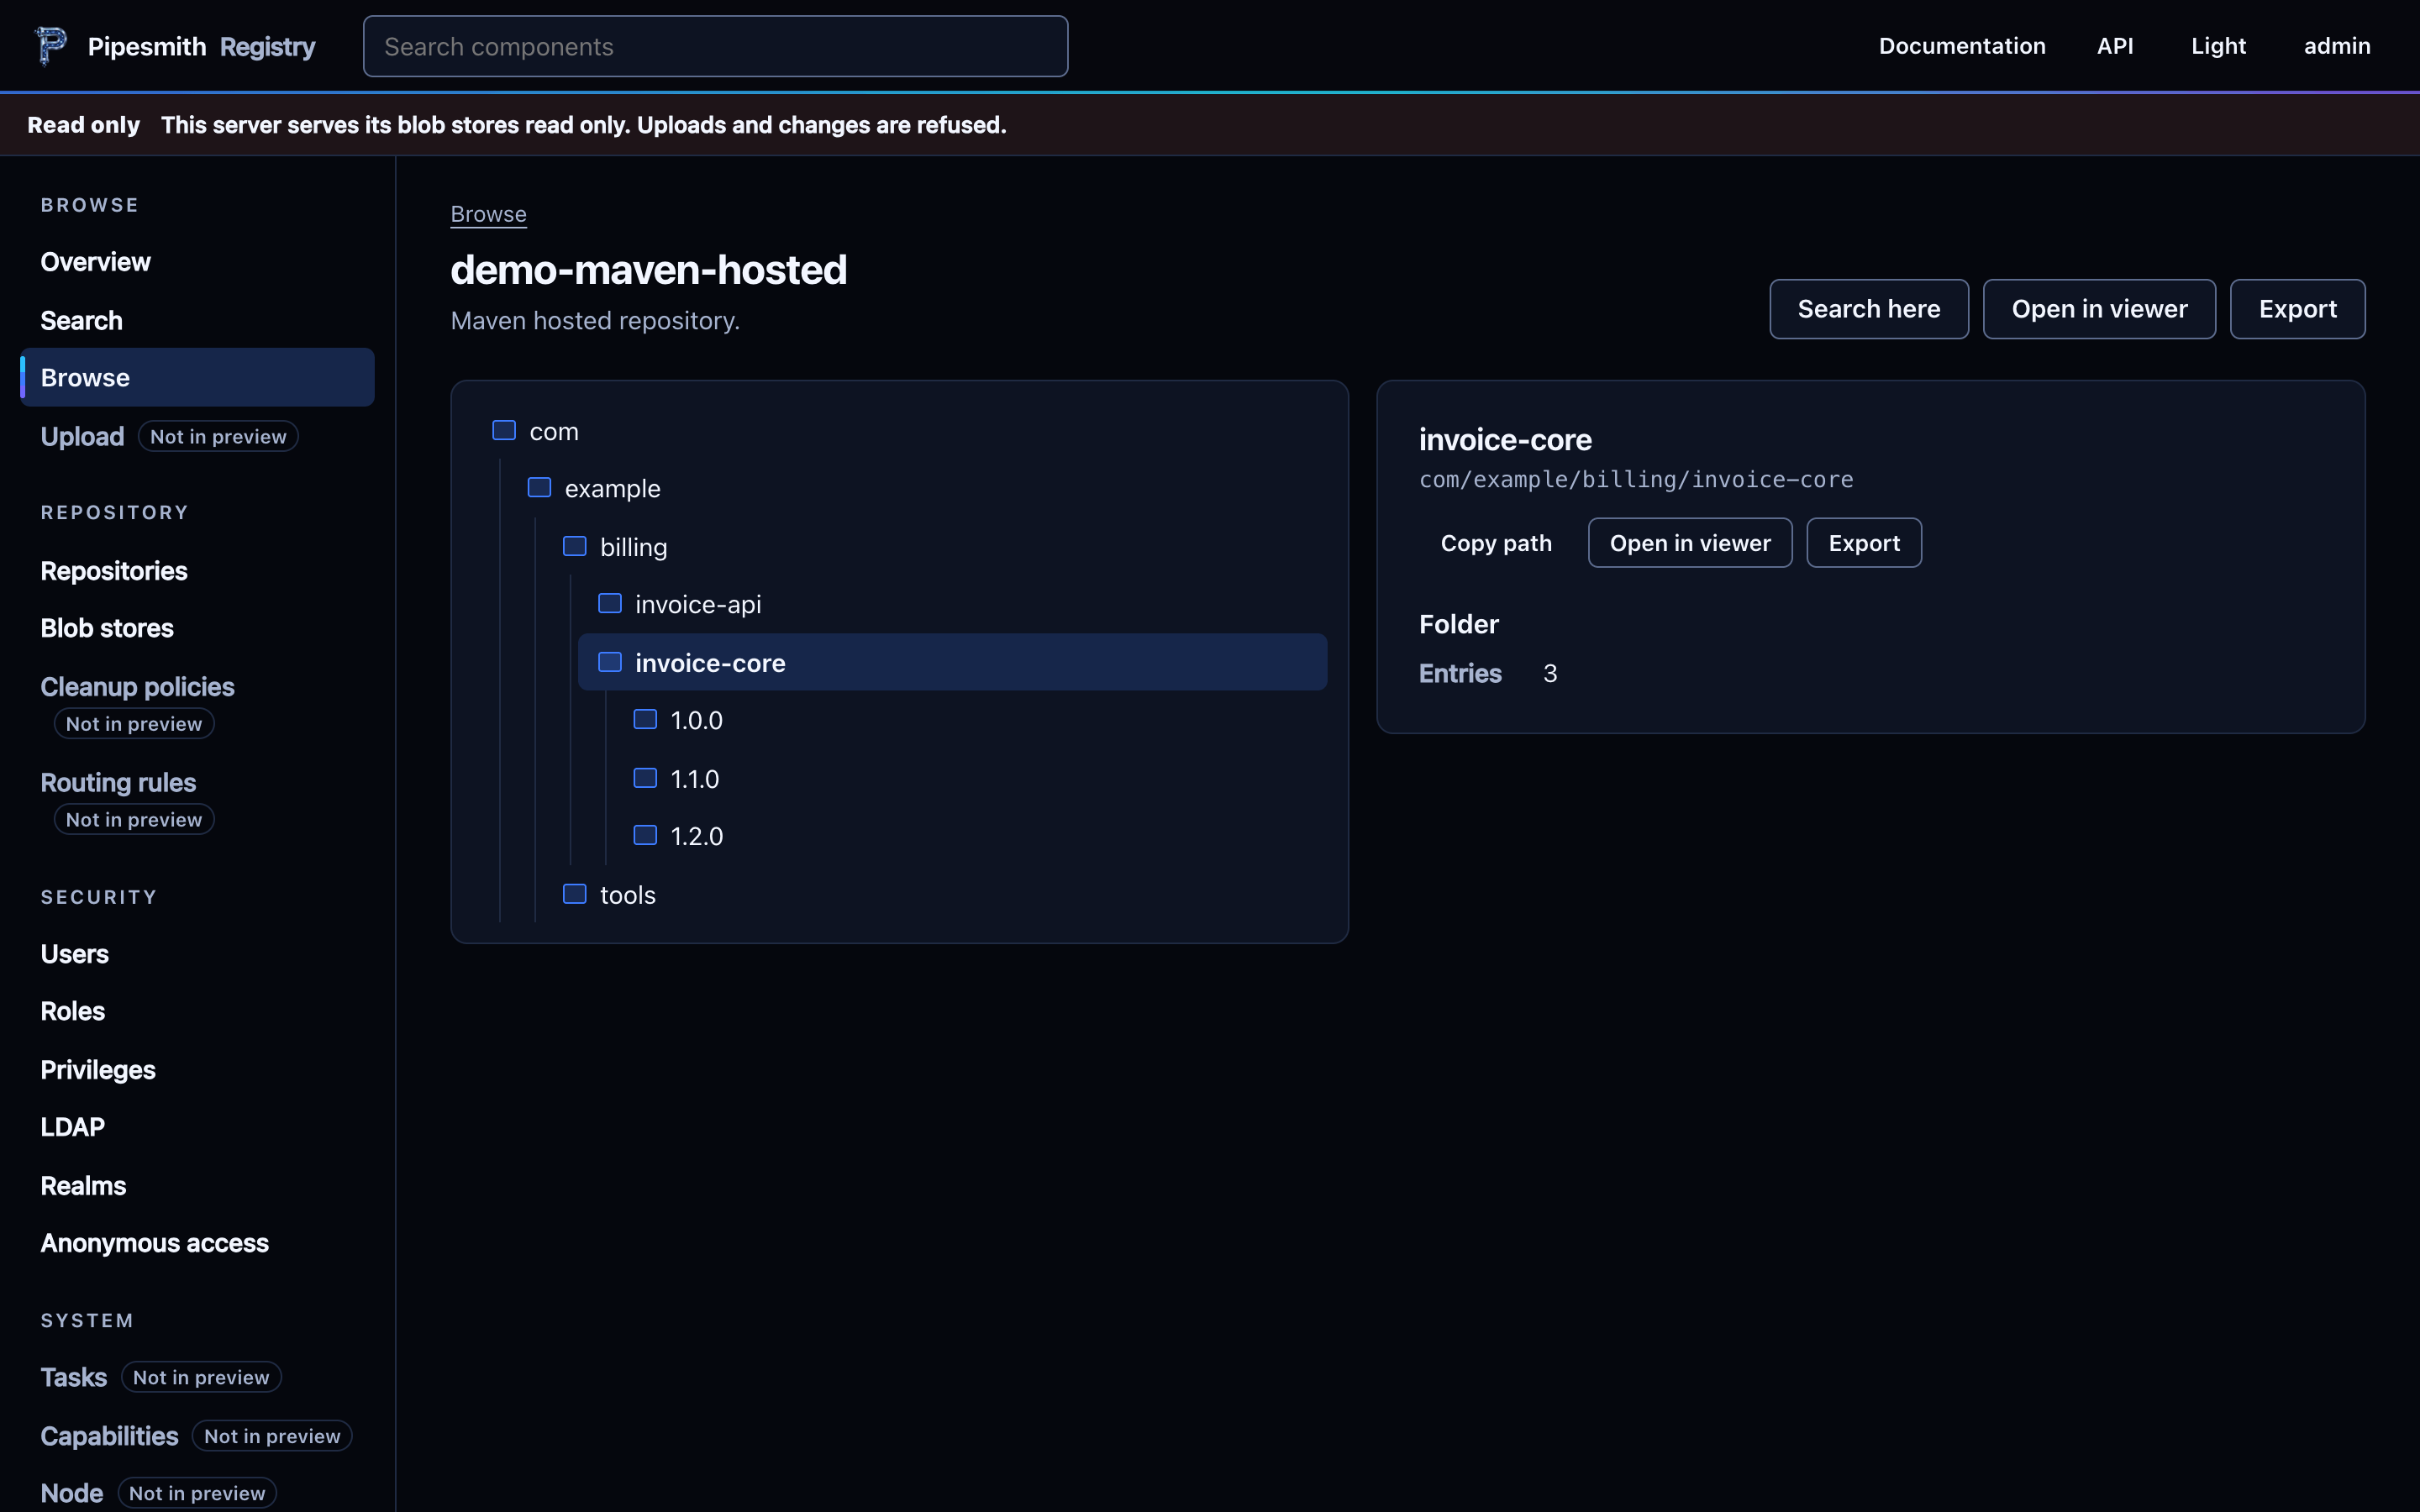 Pipesmith Registry
Search components
Documentation
API
Light
admin
Read only This server serves its blob stores read only. Uploads and changes are refused.
BROWSE
Overview
Search
Browse
Upload Not in preview
REPOSITORY
Repositories
Blob stores
Cleanup policies
Not in preview
Routing rules
Not in preview
SECURITY
Users
Roles
Privileges
LDAP
Realms
Anonymous access
SYSTEM
Tasks Not in preview
Capabilities Not in preview
Node Not in preview
Browse
demo-maven-hosted
Maven hosted repository.
Search here
Open in viewer
Export
com
example
billing
invoice-api
invoice-core
1.0.0
1.1.0
1.2.0
tools
invoice-core
com/example/billing/invoice-core
Copy path
Open in viewer
Export
Folder
Entries 3